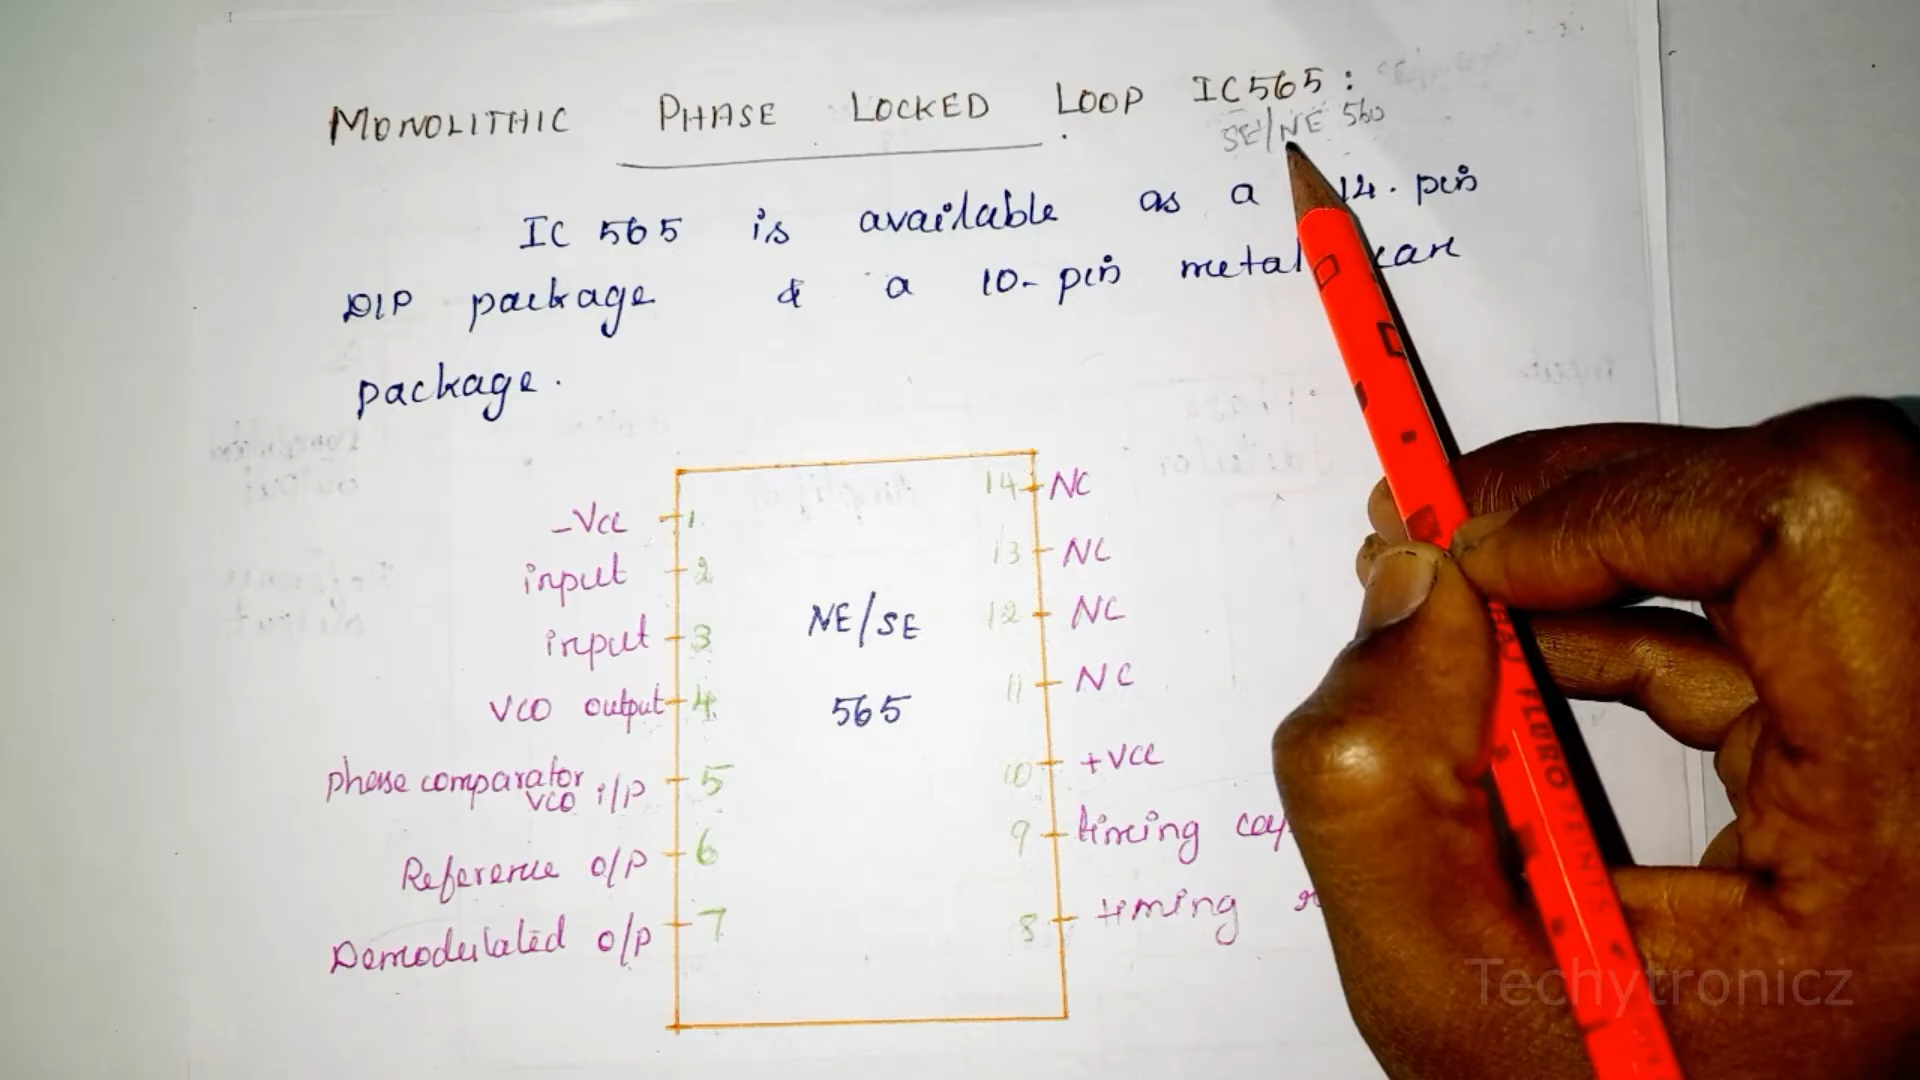 MONOLITHIC PHASE LOCKED LOOP IC565:
SE/NE 560
IC 565 is available as a 14. pin
DIP package & a 10- pin metal can
package.
-Vcc 1
input 2
input 3
VCO output 4
phase comparator
VCO i/p 5
Reference o/p 6
Demodulated o/p 7
NE/SE
565
14 NC
13 NC
12 NC
11 NC
10 +Vcc
9 timing
8 timing
Techytronicz